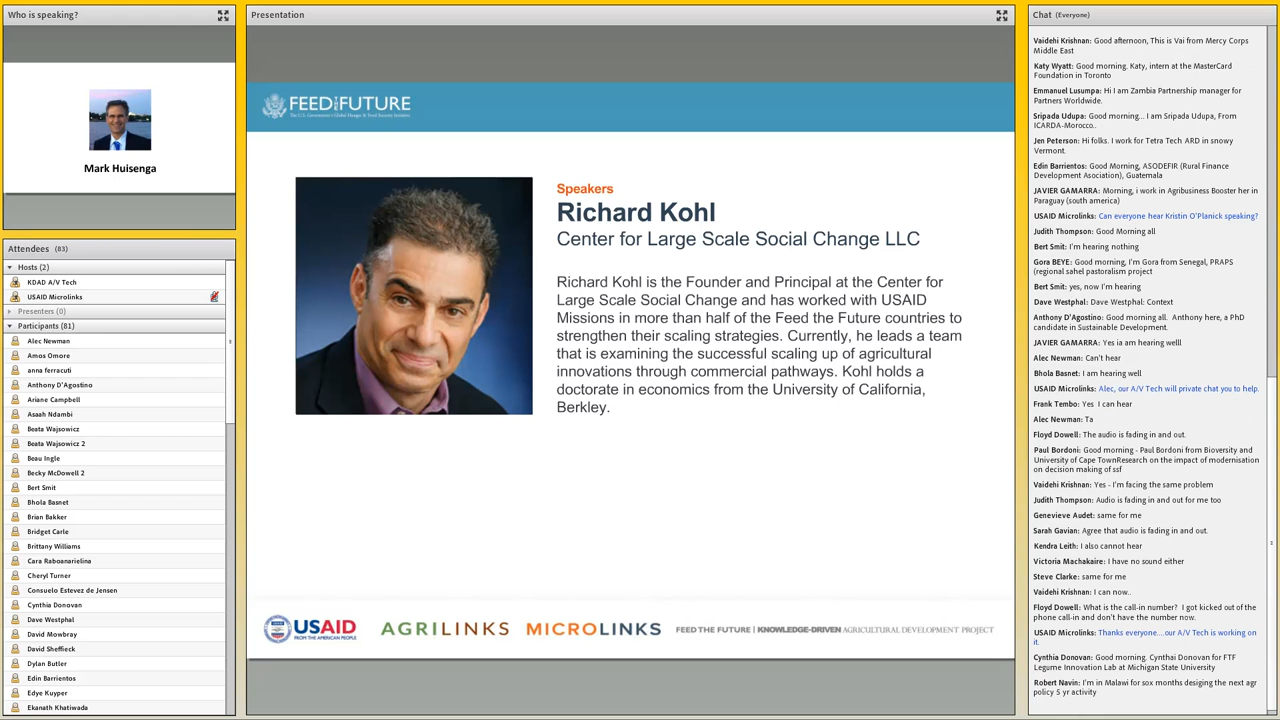 Who is speaking?
Mark Huisenga
Attendees (83)
Hosts (2)
KDAD A/V Tech
USAID Microlinks
Presenters (0)
Participants (81)
Alec Newman
Amos Omore
anna ferracuti
Anthony D'Agostino
Ariane Campbell
Asaah Ndambi
Beata Wajsowicz
Beata Wajsowicz 2
Beau Ingle
Becky McDowell 2
Bert Smit
Bhola Basnet
Brian Bakker
Bridget Carle
Brittany Williams
Cara Raboanarielina
Cheryl Turner
Consuelo Estevez de Jensen
Cynthia Donovan
Dave Westphal
David Mowbray
David Sheffieck
Dylan Butler
Edin Barrientos
Edye Kuyper
Ekanath Khatiwada
Presentation
FEED THE FUTURE
The U.S. Government's Global Hunger & Food Security Initiative
Speakers
Richard Kohl
Center for Large Scale Social Change LLC
Richard Kohl is the Founder and Principal at the Center for
Large Scale Social Change and has worked with USAID
Missions in more than half of the Feed the Future countries to
strengthen their scaling strategies. Currently, he leads a team
that is examining the successful scaling up of agricultural
innovations through commercial pathways. Kohl holds a
doctorate in economics from the University of California,
Berkley.
USAID
FROM THE AMERICAN PEOPLE
AGRILINKS
MICROLINKS
FEED THE FUTURE | KNOWLEDGE-DRIVEN AGRICULTURAL DEVELOPMENT PROJECT
Chat (Everyone)
Vaidehi Krishnan: Good afternoon, This is Vai from Mercy Corps
Middle East
Katy Wyatt: Good morning. Katy, intern at the MasterCard
Foundation in Toronto
Emmanuel Lusumpa: Hi I am Zambia Partnership manager for
Partners Worldwide.
Sripada Udupa: Good morning... I am Sripada Udupa, From
ICARDA-Morocco..
Jen Peterson: Hi folks. I work for Tetra Tech ARD in snowy
Vermont.
Edin Barrientos: Good Morning, ASODEFIR (Rural Finance
Development Asociation), Guatemala
JAVIER GAMARRA: Morning, i work in Agribusiness Booster her in
Paraguay (south america)
USAID Microlinks: Can everyone hear Kristin O'Planick speaking?
Judith Thompson: Good Morning all
Bert Smit: I'm hearing nothing
Gora BEYE: Good morning, I'm Gora from Senegal, PRAPS
(regional sahel pastoralism project
Bert Smit: yes, now I'm hearing
Dave Westphal: Dave Westphal: Context
Anthony D'Agostino: Good morning all. Anthony here, a PhD
candidate in Sustainable Development.
JAVIER GAMARRA: Yes ia am hearing welll
Alec Newman: Can't hear
Bhola Basnet: I am hearing well
USAID Microlinks: Alec, our A/V Tech will private chat you to help.
Frank Tembo: Yes I can hear
Alec Newman: Ta
Floyd Dowell: The audio is fading in and out.
Paul Bordoni: Good morning - Paul Bordoni from Bioversity and
University of Cape TownResearch on the impact of modernisation
on decision making of ssf
Vaidehi Krishnan: Yes - I'm facing the same problem
Judith Thompson: Audio is fading in and out for me too
Genevieve Audet: same for me
Sarah Gavian: Agree that audio is fading in and out.
Kendra Leith: I also cannot hear
Victoria Machakaire: I have no sound either
Steve Clarke: same for me
Vaidehi Krishnan: I can now..
Floyd Dowell: What is the call-in number? I got kicked out of the
phone call-in and don't have the number now.
USAID Microlinks: Thanks everyone....our A/V Tech is working on
it.
Cynthia Donovan: Good morning. Cynthai Donovan for FTF
Legume Innovation Lab at Michigan State University
Robert Navin: I'm in Malawi for sox months desiging the next agr
policy 5 yr activity